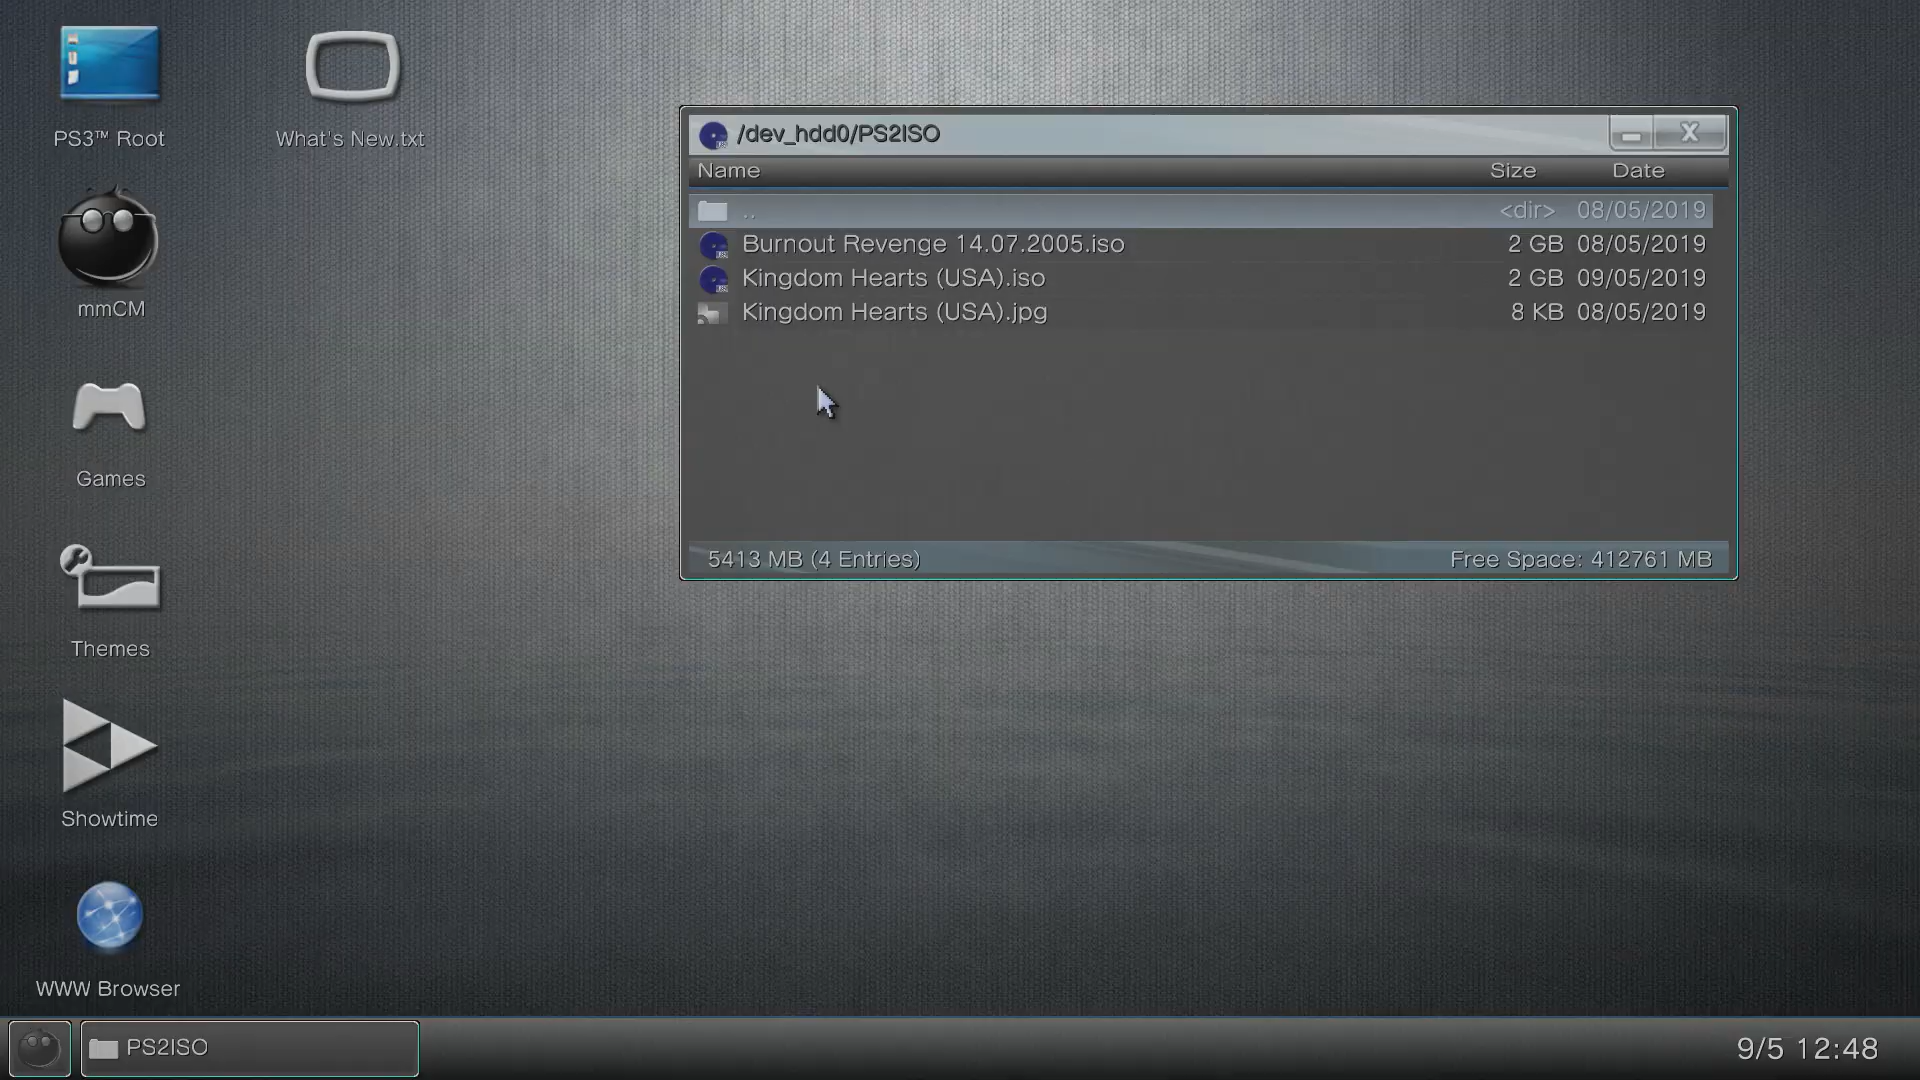 PS3™ Root
What's New.txt
mmCM
Games
Themes
Showtime
WWW Browser
/dev_hdd0/PS2ISO
X
Name Size Date
.. <dir> 08/05/2019
Burnout Revenge 14.07.2005.iso 2 GB 08/05/2019
Kingdom Hearts (USA).iso 2 GB 09/05/2019
Kingdom Hearts (USA).jpg 8 KB 08/05/2019
5413 MB (4 Entries) Free Space: 412761 MB
PS2ISO
9/5 12:48